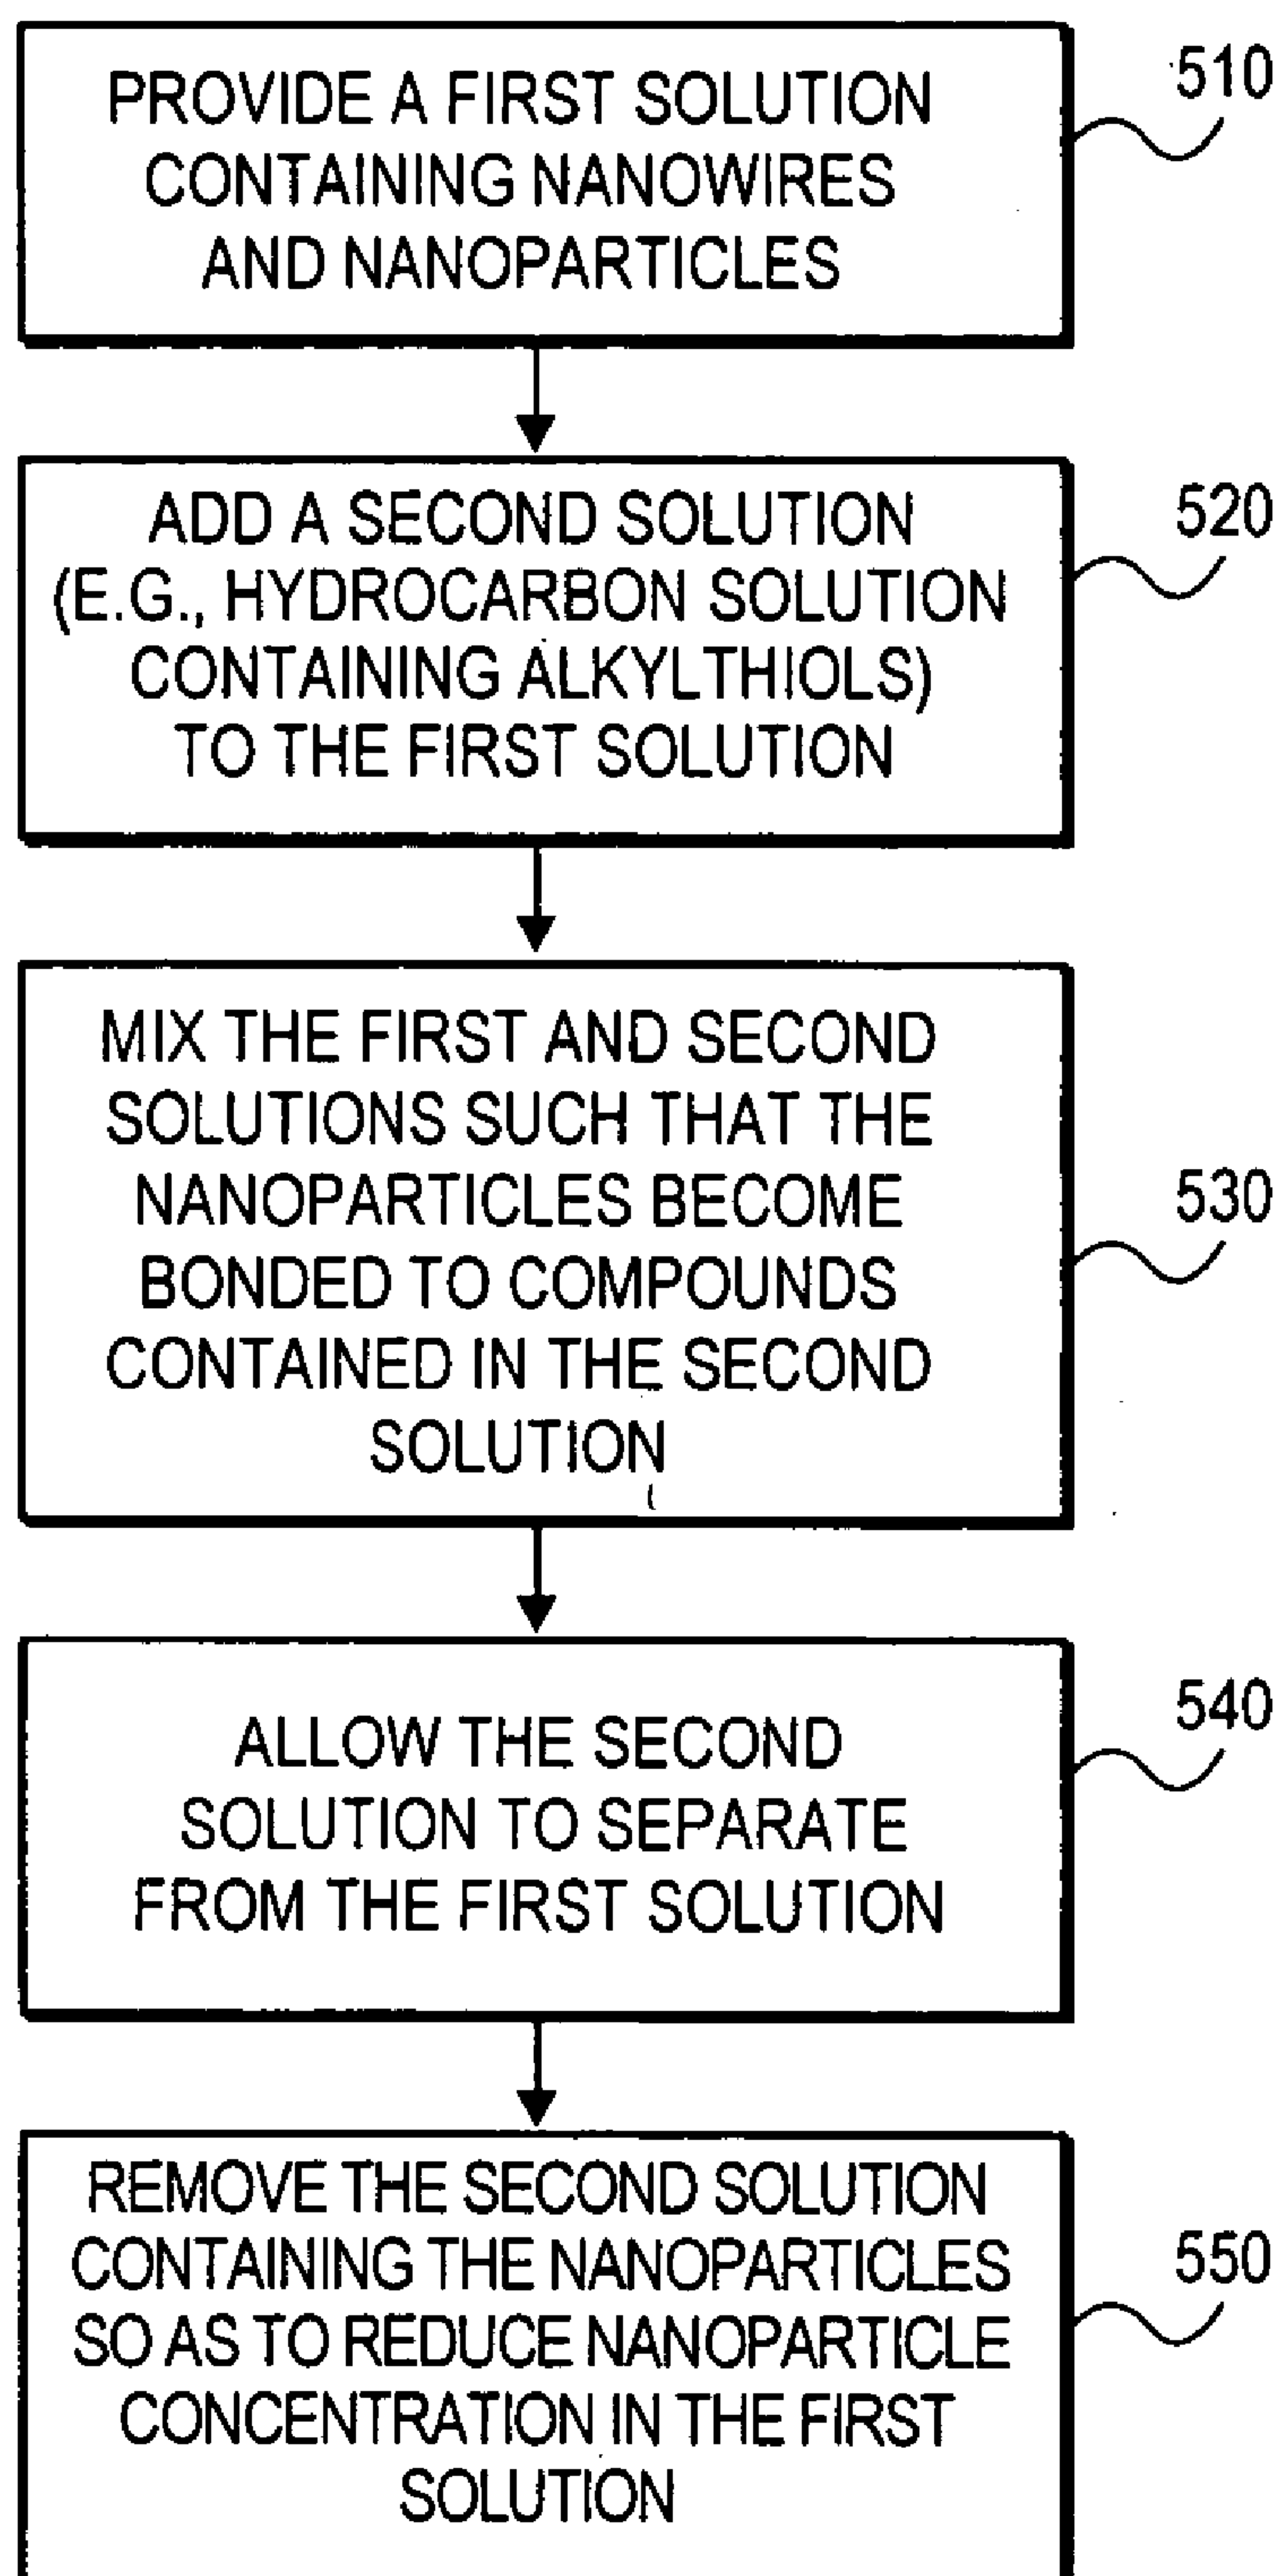 PROVIDE A FIRST SOLUTION
CONTAINING NANOWIRES
AND NANOPARTICLES
510
ADD A SECOND SOLUTION
(E.G., HYDROCARBON SOLUTION
CONTAINING ALKYLTHIOLS)
TO THE FIRST SOLUTION
520
MIX THE FIRST AND SECOND
SOLUTIONS SUCH THAT THE
NANOPARTICLES BECOME
BONDED TO COMPOUNDS
CONTAINED IN THE SECOND
SOLUTION
530
ALLOW THE SECOND
SOLUTION TO SEPARATE
FROM THE FIRST SOLUTION
540
REMOVE THE SECOND SOLUTION
CONTAINING THE NANOPARTICLES
SO AS TO REDUCE NANOPARTICLE
CONCENTRATION IN THE FIRST
SOLUTION
550